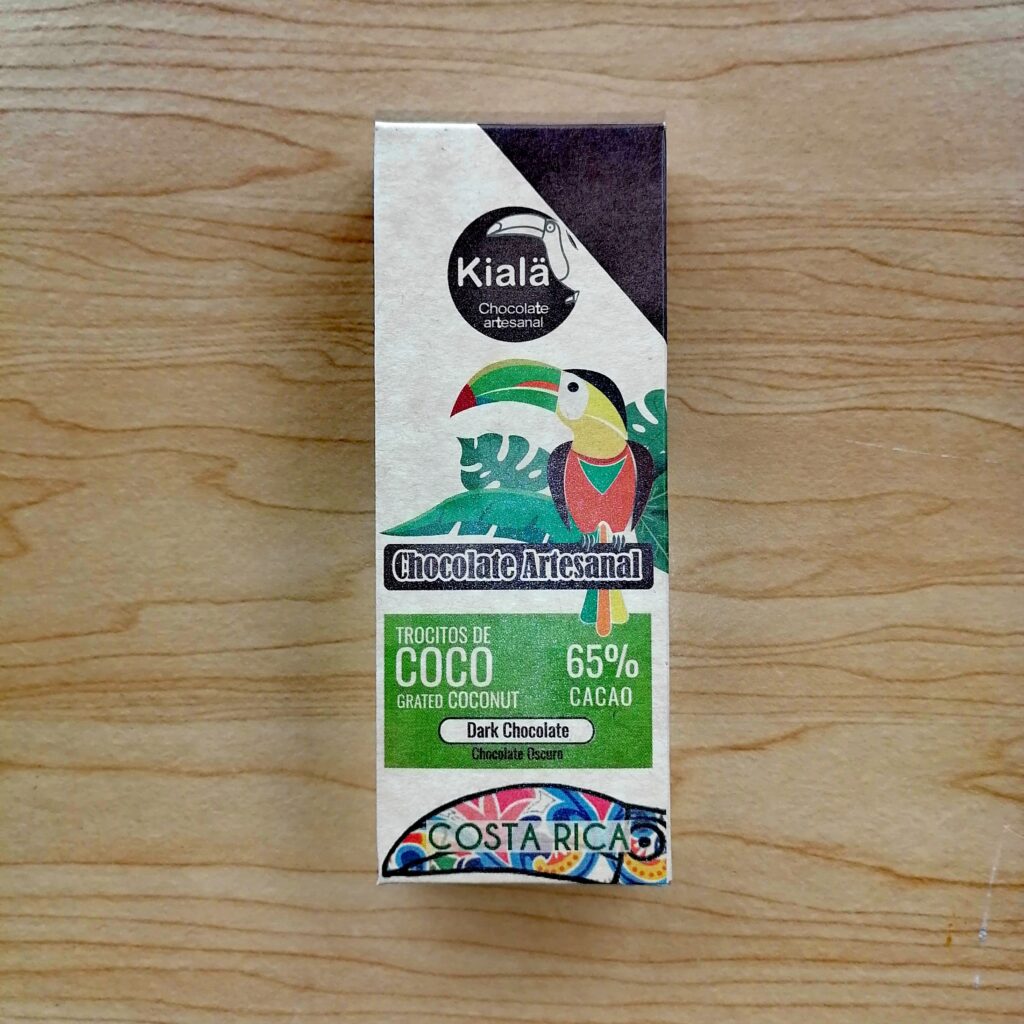 Kialä
Chocolate
artesanal
Chocolate Artesanal
TROCITOS DE
COCO
GRATED COCONUT
65%
CACAO
Dark Chocolate
Chocolate Oscuro
COSTA RICA